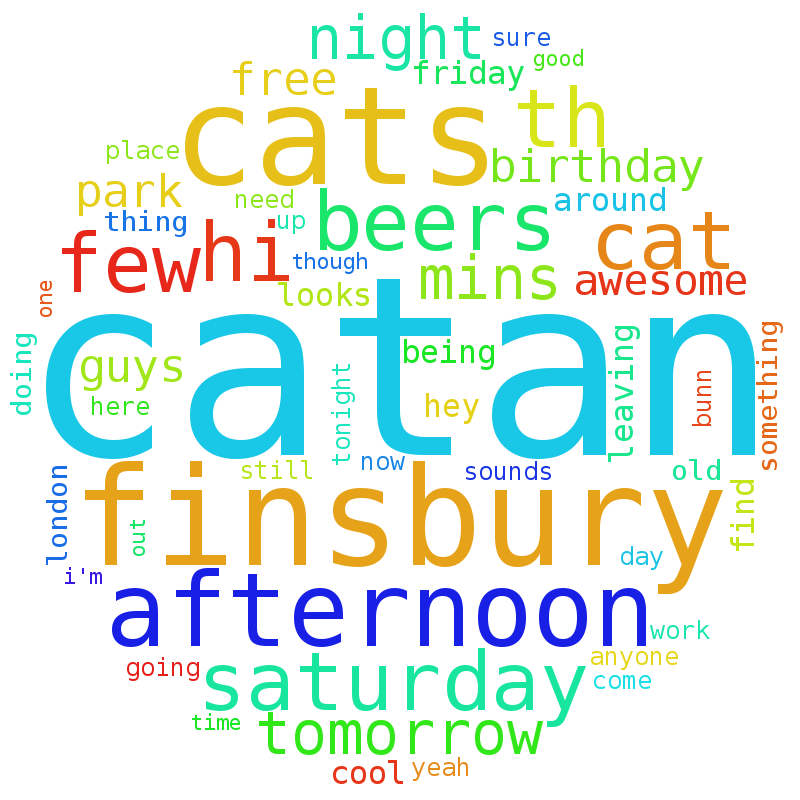 night
sure
good
free
friday
cats
th
place
birthday
park
need
around
thing
up
beers
cat
few
hi
though
mins
awesome
one
looks
catan
doing
guys
being
leaving
something
here
tonight
hey
bunn
still
now
sounds
old
london
finsbury
find
out
day
i'm
afternoon
work
going
saturday
anyone
come
time
tomorrow
cool
yeah